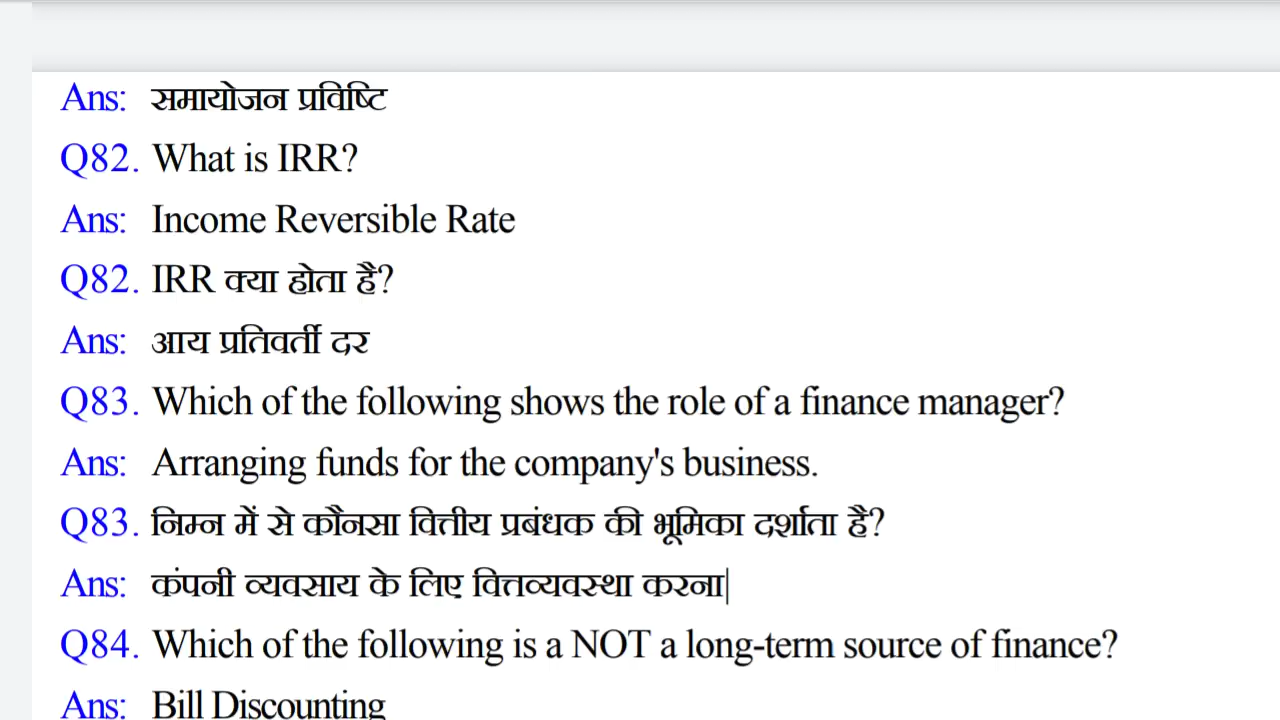 Ans: समायोजन प्रविष्टि
Q82. What is IRR?
Ans: Income Reversible Rate
Q82. IRR क्या होता है?
Ans: आय प्रतिवर्ती दर
Q83. Which of the following shows the role of a finance manager?
Ans: Arranging funds for the company's business.
Q83. निम्न में से कौनसा वित्तीय प्रबंधक की भूमिका दर्शाता है?
Ans: कंपनी व्यवसाय के लिए वित्तव्यवस्था करना|
Q84. Which of the following is a NOT a long-term source of finance?
Ans: Bill Discounting